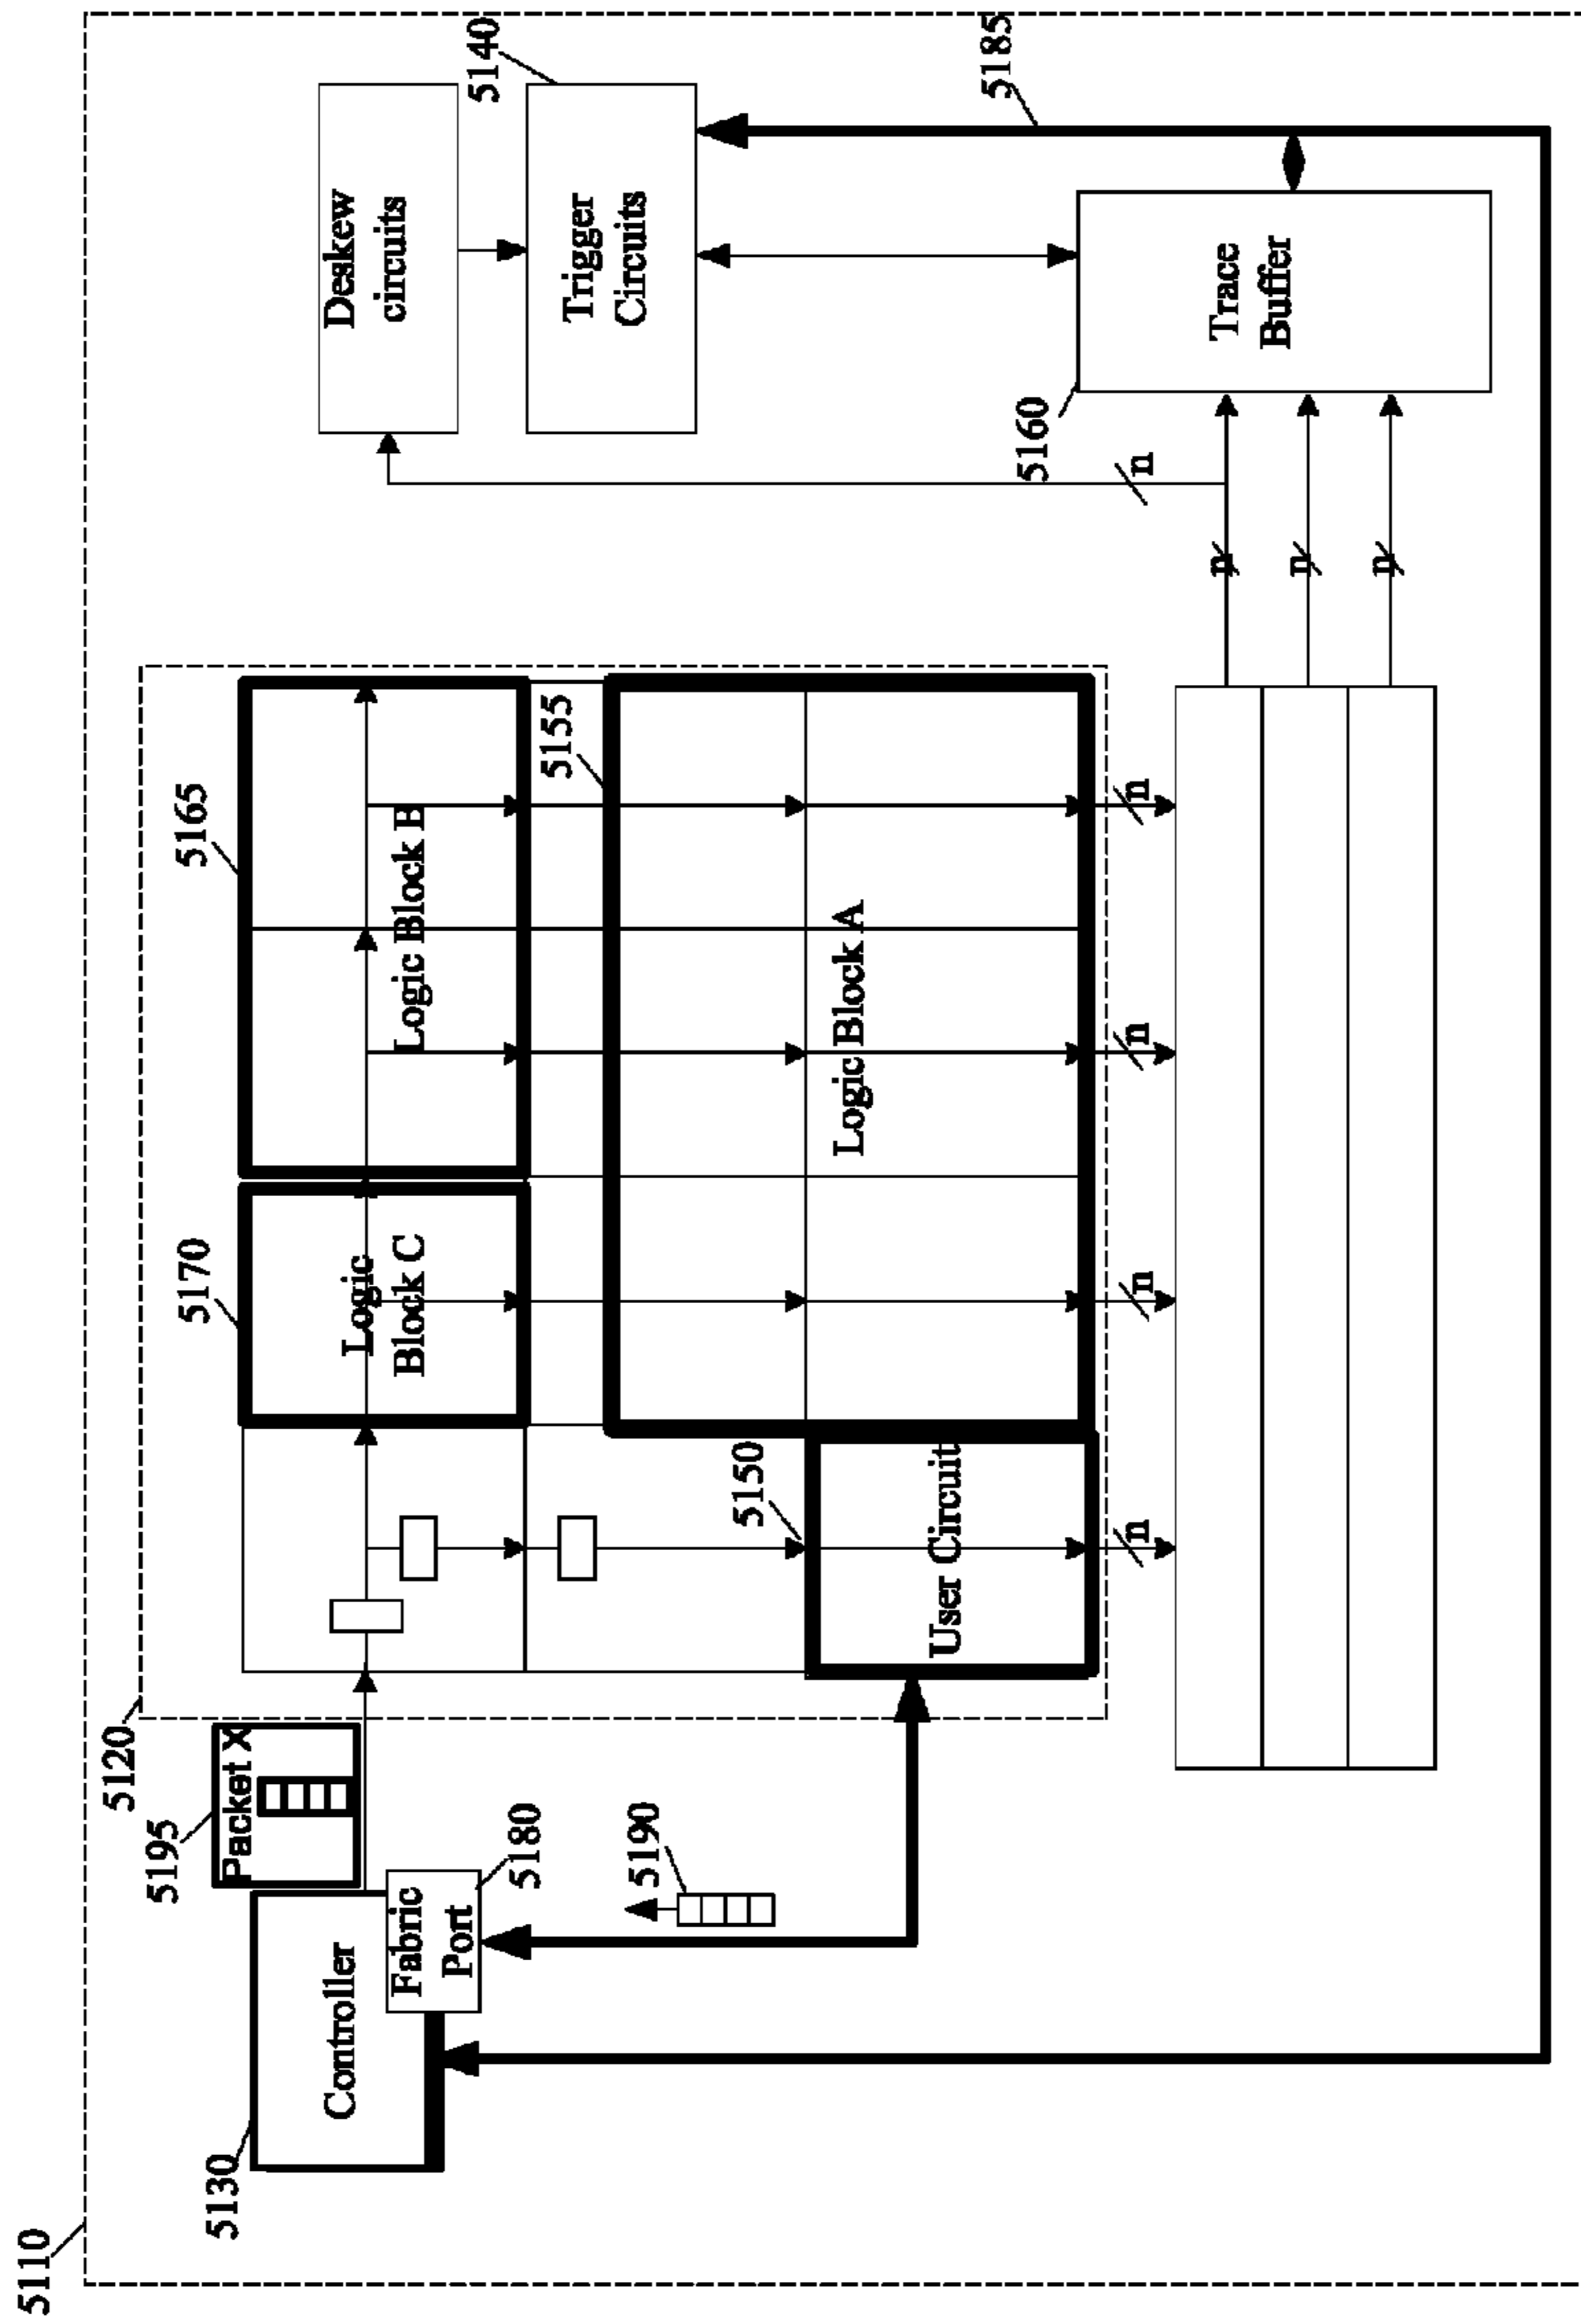 5110
5130
Controller
Fabric
Port
5180
5195
Packet X
5190
5120
5170
Logic
Block C
5165
Logic Block B
5155
Logic Block A
5150
User Circuit
n
n
n
n
n
n
n
n
5160
Trace
Buffer
Deskew
circuits
5140
Trigger
Circuits
5185